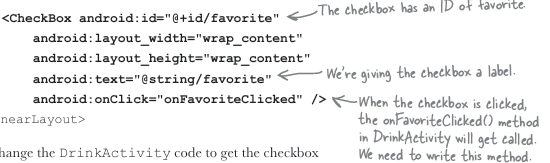 <CheckBox android:id="@+id/favorite"
The checkbox has an ID of favorite
android:layout_width="wrap_content"
android:layout_height="wrap_content"
android:text="@string/favorite"
We're giving the checkbox a label.
android:onClick="onFavoriteClicked" />
When the checkbox is clicked,
the onFavoriteClicked() method
in DrinkActivity will get called.
We need to write this method.
nearLayout>
hange the DrinkActivity code to get the checkbox